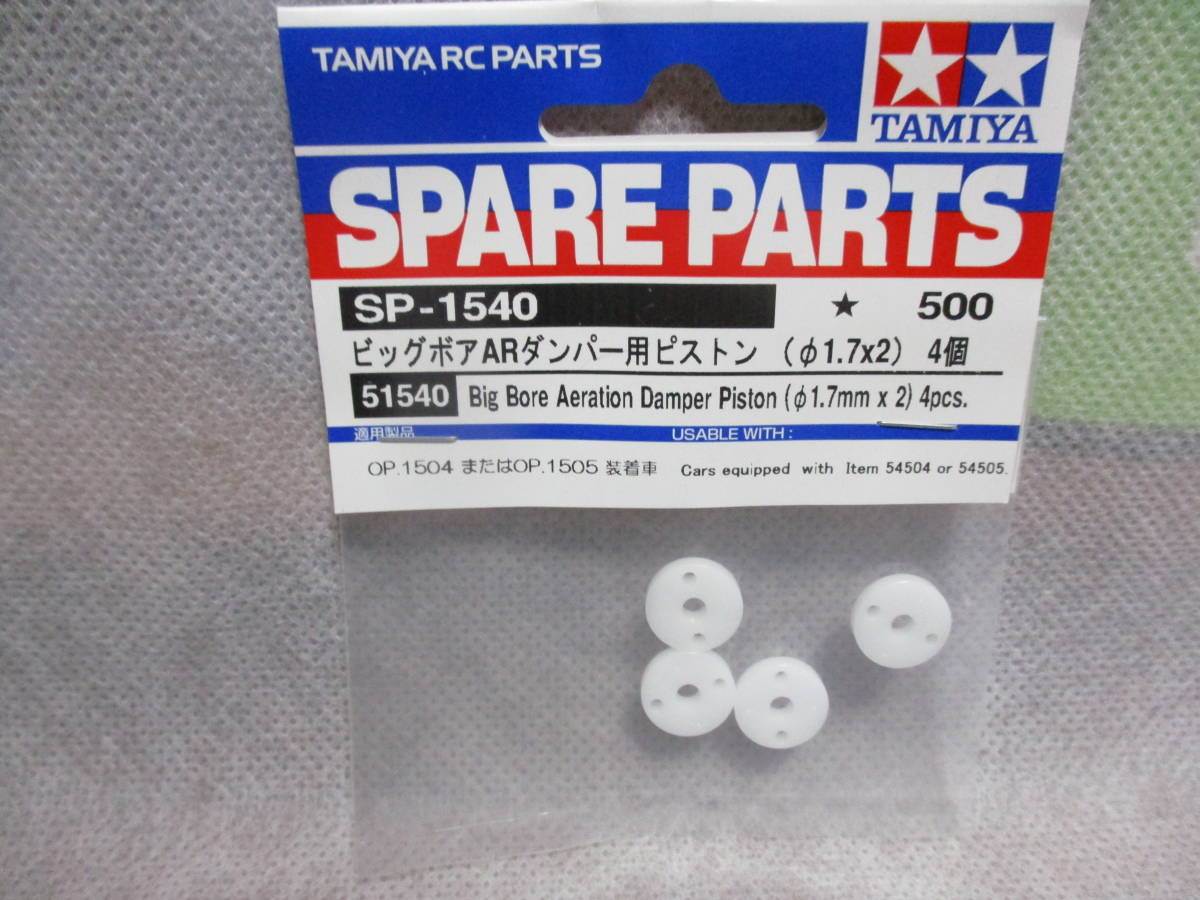 TAMIYA RC PARTS
TAMIYA
SPARE PARTS
SP-1540 ★ 500
ビッグボアARダンパー用ピストン (φ1.7x2) 4個
51540 Big Bore Aeration Damper Piston (φ1.7mm x 2) 4pcs.
適用製品 USABLE WITH :
OP.1504 またはOP.1505 装着車 Cars equipped with Item 54504 or 54505.